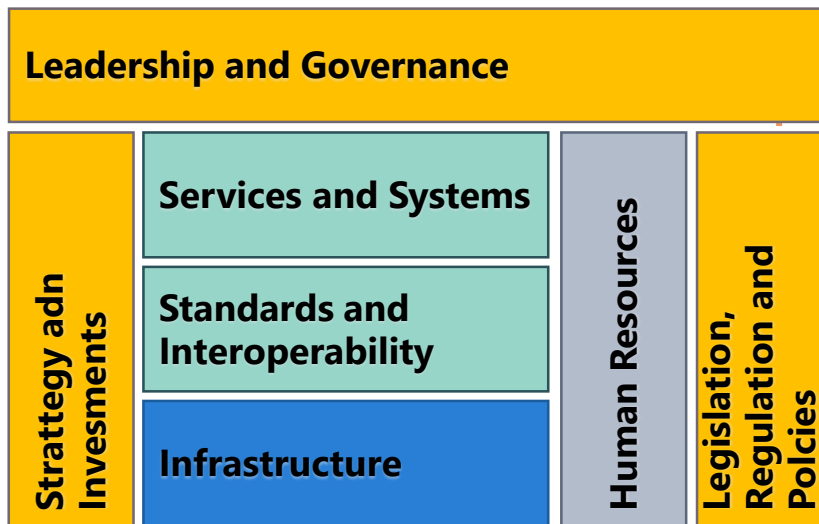 Leadership and Governance
Strattegy adn
Invesments
Services and Systems
Standards and
Interoperability
Infrastructure
Human Resources
Legislation,
Regulation and
Polcies